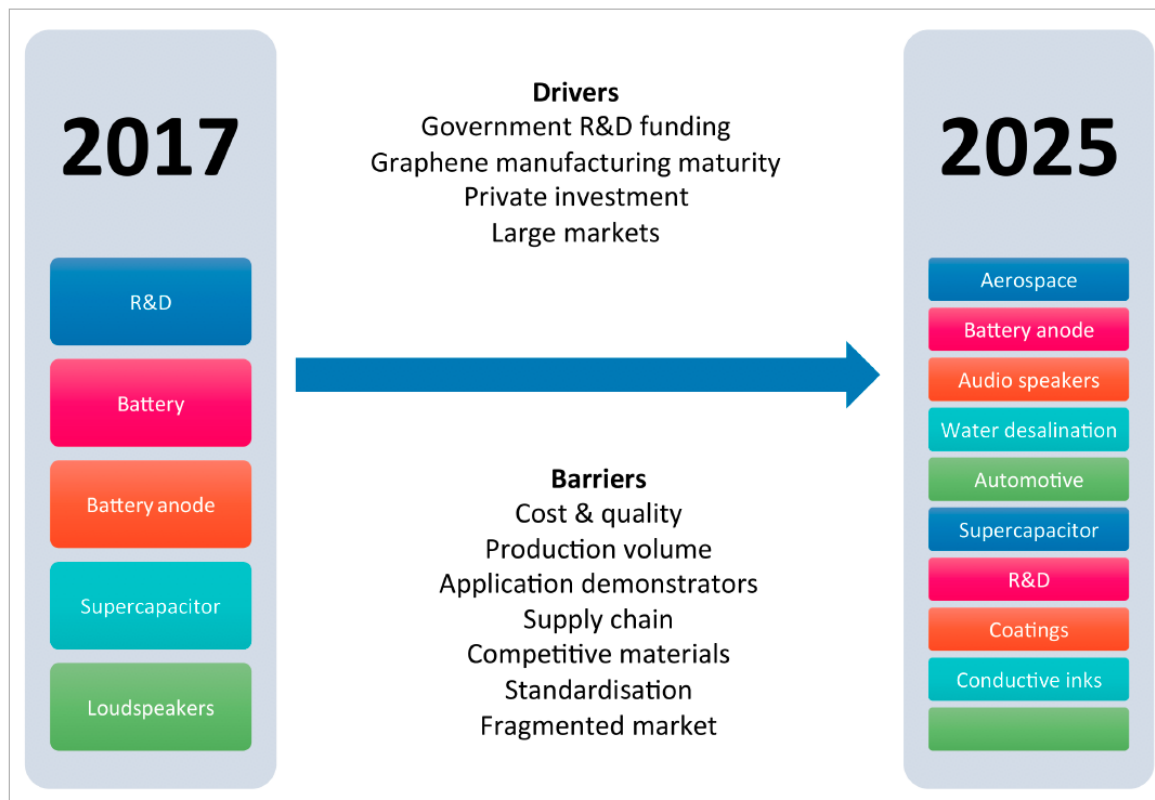 2017
R&D
Battery
Battery anode
Supercapacitor
Loudspeakers
Drivers
Government R&D funding
Graphene manufacturing maturity
Private investment
Large markets
Barriers
Cost & quality
Production volume
Application demonstrators
Supply chain
Competitive materials
Standardisation
Fragmented market
2025
Aerospace
Battery anode
Audio speakers
Water desalination
Automotive
Supercapacitor
R&D
Coatings
Conductive inks